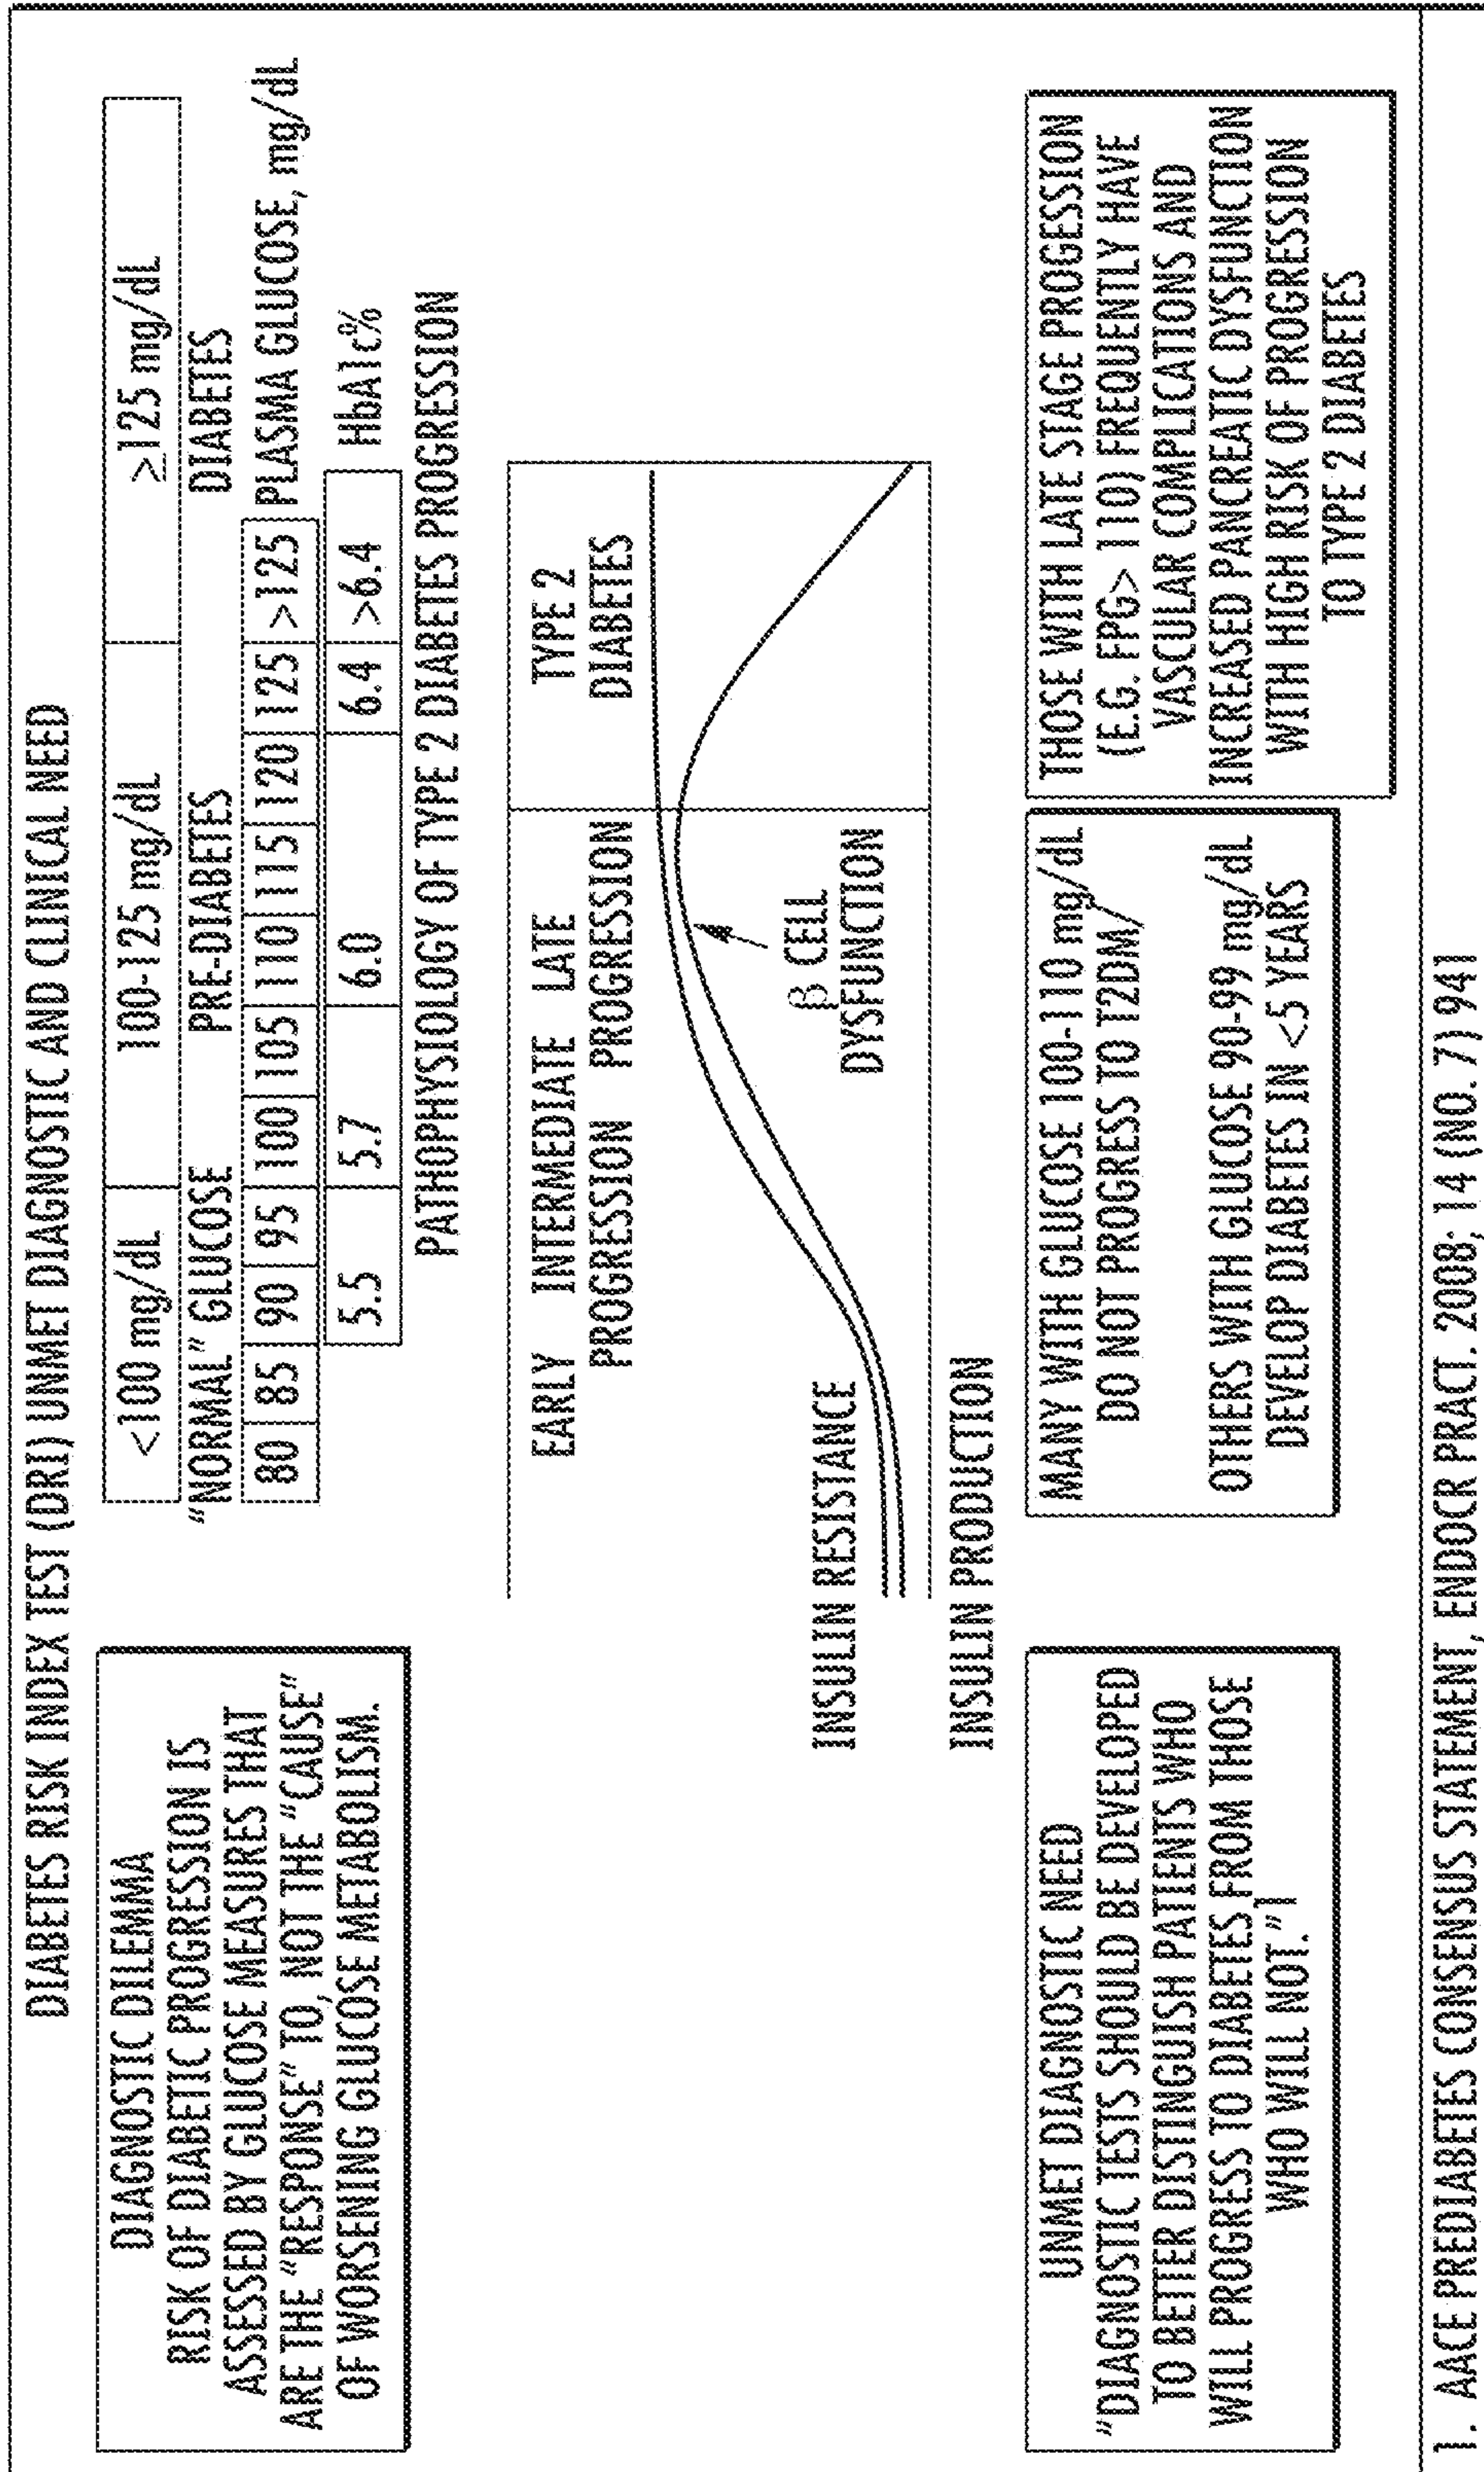 DIABETES RISK INDEX TEST (DRI) UNMET DIAGNOSTIC AND CLINICAL NEED
DIAGNOSTIC DILEMMA
RISK OF DIABETIC PROGRESSION IS
ASSESSED BY GLUCOSE MEASURES THAT
ARE THE "RESPONSE" TO, NOT THE "CAUSE"
OF WORSENING GLUCOSE METABOLISM.
<100 mg/dL 100-125 mg/dL ≥125 mg/dL
"NORMAL" GLUCOSE PRE-DIABETES DIABETES
80 85 90 95 100 105 110 115 120 125 >125 PLASMA GLUCOSE, mg/dL
5.5 5.7 6.0 6.4 >6.4 HbA1c%
PATHOPHYSIOLOGY OF TYPE 2 DIABETES PROGRESSION
EARLY INTERMEDIATE LATE
PROGRESSION PROGRESSION PROGRESSION
TYPE 2
DIABETES
INSULIN RESISTANCE
β CELL
DYSFUNCTION
INSULIN PRODUCTION
UNMET DIAGNOSTIC NEED
"DIAGNOSTIC TESTS SHOULD BE DEVELOPED
TO BETTER DISTINGUISH PATIENTS WHO
WILL PROGRESS TO DIABETES FROM THOSE
WHO WILL NOT."1
MANY WITH GLUCOSE 100-110 mg/dL
DO NOT PROGRESS TO T2DM/
OTHERS WITH GLUCOSE 90-99 mg/dL
DEVELOP DIABETES IN <5 YEARS
THOSE WITH LATE STAGE PROGESSION
(E.G. FPG> 110) FREQUENTLY HAVE
VASCULAR COMPLICATIONS AND
INCREASED PANCREATIC DYSFUNCTION
WITH HIGH RISK OF PROGRESSION
TO TYPE 2 DIABETES
1. AACE PREDIABETES CONSENSUS STATEMENT, ENDOCR PRACT. 2008; 14 (NO. 7) 941